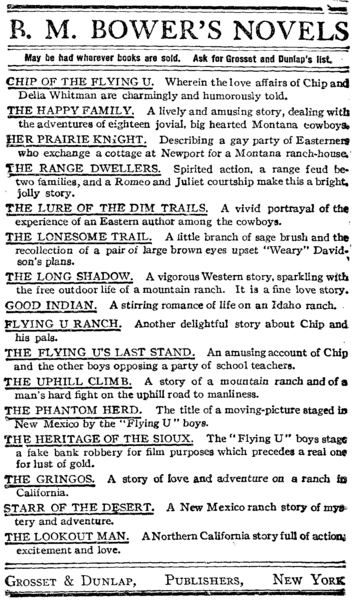 B. M. BOWER'S NOVELS
May be had wherever books are sold. Ask for Grosset and Dunlap's list.
CHIP OF THE FLYING U. Wherein the love affairs of Chip and
Delia Whitman are charmingly and humorously told.
THE HAPPY FAMILY. A lively and amusing story, dealing with
the adventures of eighteen jovial, big hearted Montana cowboys.
HER PRAIRIE KNIGHT. Describing a gay party of Easterners
who exchange a cottage at Newport for a Montana ranch-house.
THE RANGE DWELLERS. Spirited action, a range feud be-
two families, and a Romeo and Juliet courtship make this a bright,
jolly story.
THE LURE OF THE DIM TRAILS. A vivid portrayal of the
experience of an Eastern author among the cowboys.
THE LONESOME TRAIL. A little branch of sage brush and the
recollection of a pair of large brown eyes upset "Weary" David-
son's plans.
THE LONG SHADOW. A vigorous Western story, sparkling with
the free outdoor life of a mountain ranch. It is a fine love story.
GOOD INDIAN. A stirring romance of life on an Idaho ranch.
FLYING U RANCH. Another delightful story about Chip and
his pals.
THE FLYING U'S LAST STAND. An amusing account of Chip
and the other boys opposing a party of school teachers.
THE UPHILL CLIMB. A story of a mountain ranch and of a
man's hard fight on the uphill road to manliness.
THE PHANTOM HERD. The title of a moving-picture staged in
New Mexico by the "Flying U" boys.
THE HERITAGE OF THE SIOUX. The "Flying U" boys stage
a fake bank robbery for film purposes which precedes a real one
for lust of gold.
THE GRINGOS. A story of love and adventure on a ranch in
California.
STARR OF THE DESERT. A New Mexico ranch story of mys-
tery and adventure.
THE LOOKOUT MAN. A Northern California story full of action,
excitement and love.
GROSSET & DUNLAP, PUBLISHERS, NEW YORK